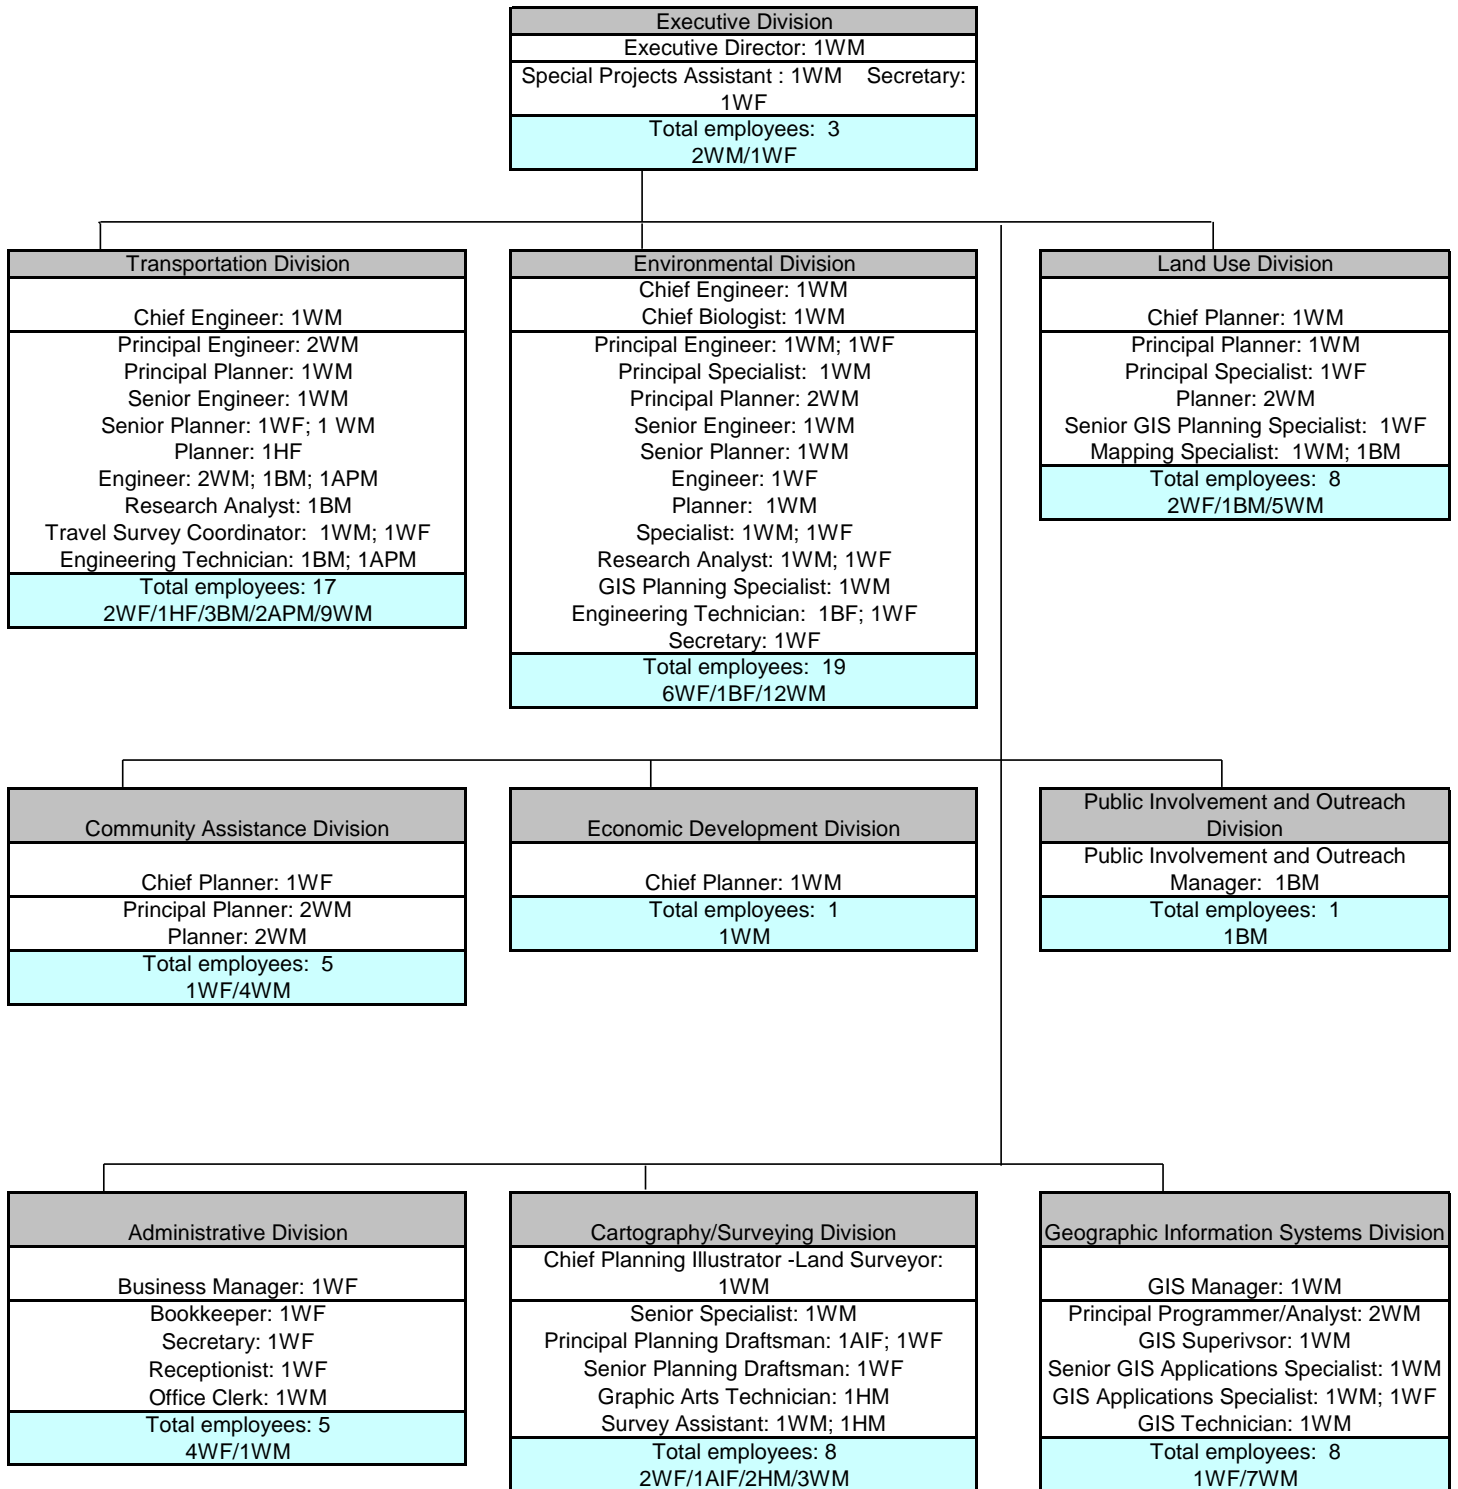 Executive Division
Executive Director: 1WM
Special Projects Assistant : 1WM Secretary:
1WF
Total employees: 3
2WM/1WF
Transportation Division
Chief Engineer: 1WM
Principal Engineer: 2WM
Principal Planner: 1WM
Senior Engineer: 1WM
Senior Planner: 1WF; 1 WM
Planner: 1HF
Engineer: 2WM; 1BM; 1APM
Research Analyst: 1BM
Travel Survey Coordinator: 1WM; 1WF
Engineering Technician: 1BM; 1APM
Total employees: 17
2WF/1HF/3BM/2APM/9WM
Environmental Division
Chief Engineer: 1WM
Chief Biologist: 1WM
Principal Engineer: 1WM; 1WF
Principal Specialist: 1WM
Principal Planner: 2WM
Senior Engineer: 1WM
Senior Planner: 1WM
Engineer: 1WF
Planner: 1WM
Specialist: 1WM; 1WF
Research Analyst: 1WM; 1WF
GIS Planning Specialist: 1WM
Engineering Technician: 1BF; 1WF
Secretary: 1WF
Total employees: 19
6WF/1BF/12WM
Land Use Division
Chief Planner: 1WM
Principal Planner: 1WM
Principal Specialist: 1WF
Planner: 2WM
Senior GIS Planning Specialist: 1WF
Mapping Specialist: 1WM; 1BM
Total employees: 8
2WF/1BM/5WM
Community Assistance Division
Chief Planner: 1WF
Principal Planner: 2WM
Planner: 2WM
Total employees: 5
1WF/4WM
Economic Development Division
Chief Planner: 1WM
Total employees: 1
1WM
Public Involvement and Outreach
Division
Public Involvement and Outreach
Manager: 1BM
Total employees: 1
1BM
Administrative Division
Business Manager: 1WF
Bookkeeper: 1WF
Secretary: 1WF
Receptionist: 1WF
Office Clerk: 1WM
Total employees: 5
4WF/1WM
Cartography/Surveying Division
Chief Planning Illustrator -Land Surveyor:
1WM
Senior Specialist: 1WM
Principal Planning Draftsman: 1AIF; 1WF
Senior Planning Draftsman: 1WF
Graphic Arts Technician: 1HM
Survey Assistant: 1WM; 1HM
Total employees: 8
2WF/1AIF/2HM/3WM
Geographic Information Systems Division
GIS Manager: 1WM
Principal Programmer/Analyst: 2WM
GIS Superivsor: 1WM
Senior GIS Applications Specialist: 1WM
GIS Applications Specialist: 1WM; 1WF
GIS Technician: 1WM
Total employees: 8
1WF/7WM